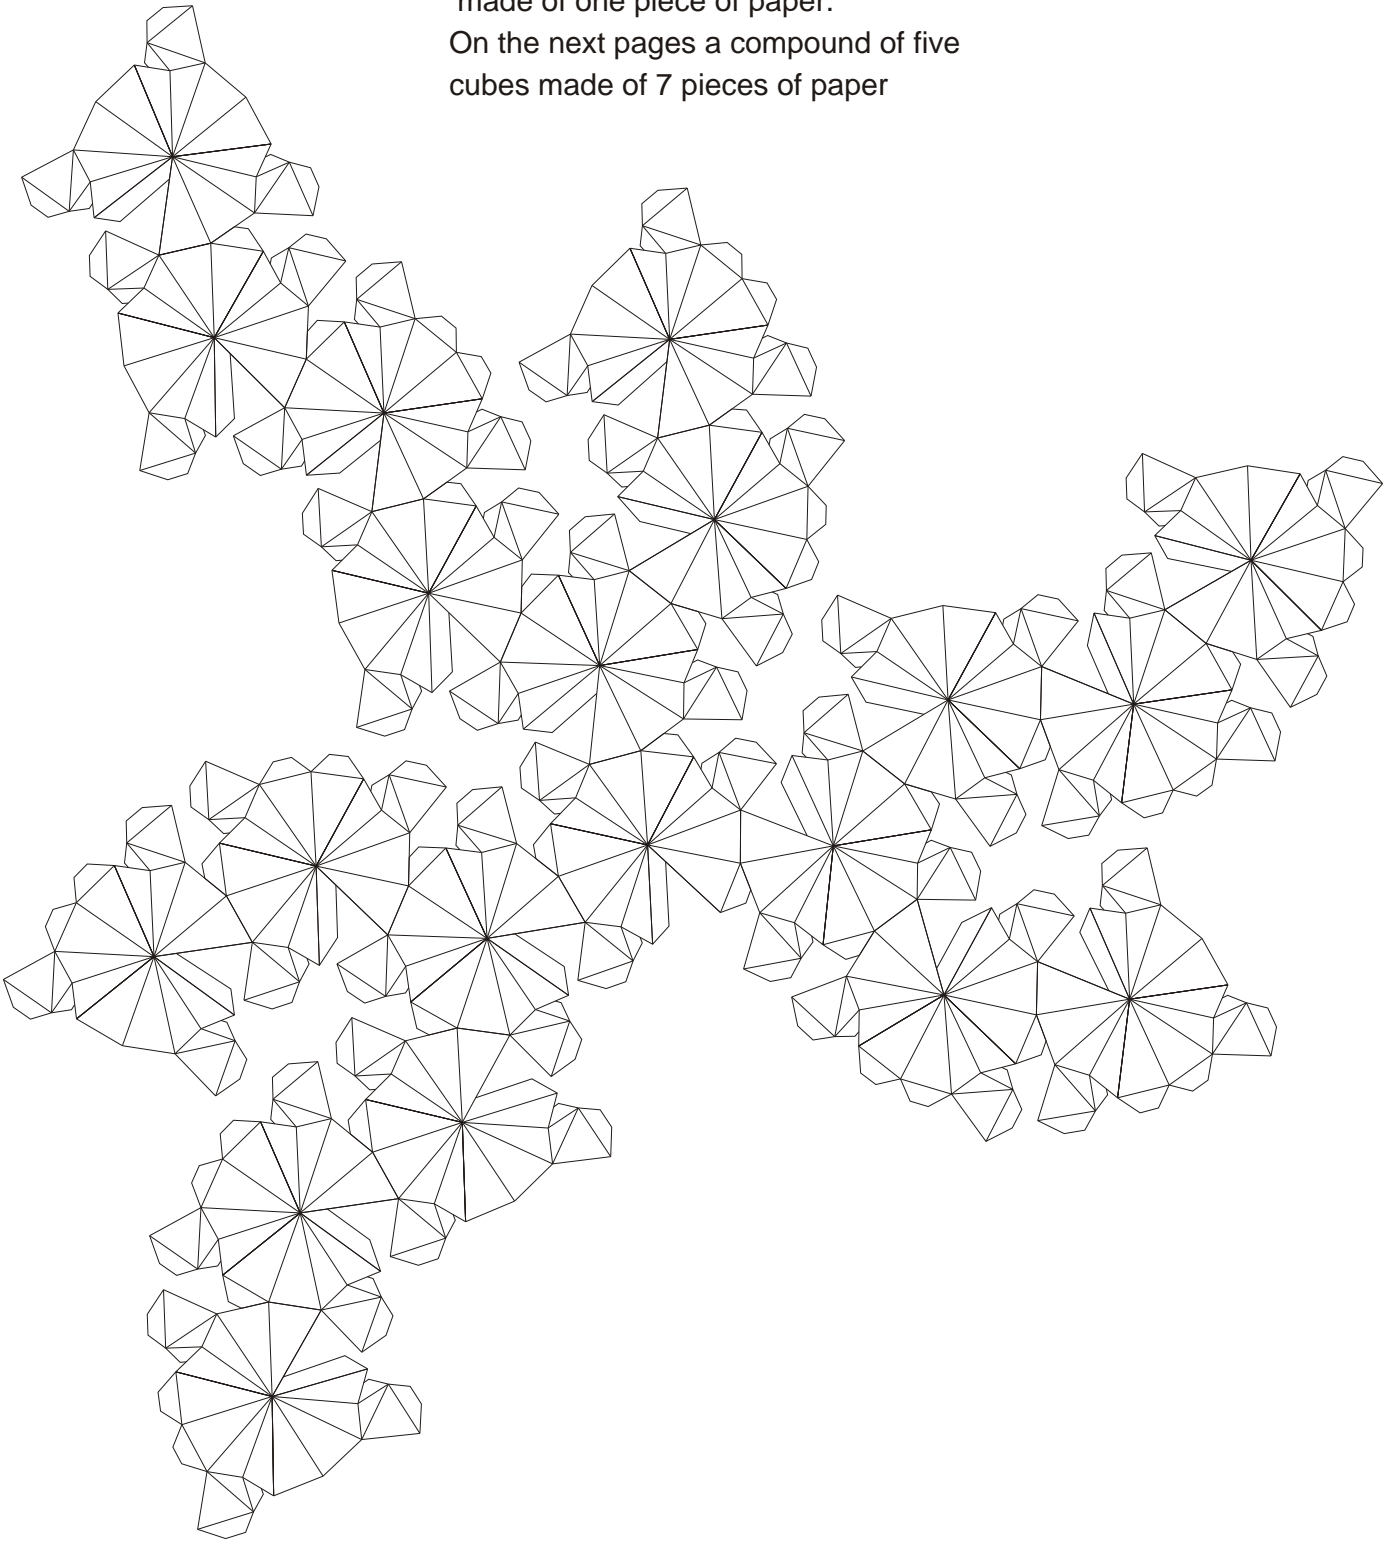 made of one piece of paper.
On the next pages a compound of five
cubes made of 7 pieces of paper